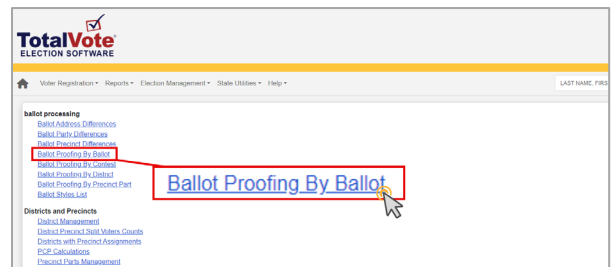 TotalVote
ELECTION SOFTWARE
Voter Registration Reports Election Management State Utilities Help
LAST NAME, FIRS
ballot processing
Ballot Address Differences
Ballot Party Differences
Ballot Precinct Differences
Ballot Proofing By Ballot
Ballot Proofing By Contest
Ballot Proofing By District
Ballot Proofing By Precinct Part
Ballot Styles List
Ballot Proofing By Ballot
Districts and Precincts
District Management
District Precinct Split Voters Counts
Districts with Precinct Assignments
PCP Calculations
Precinct Parts Management